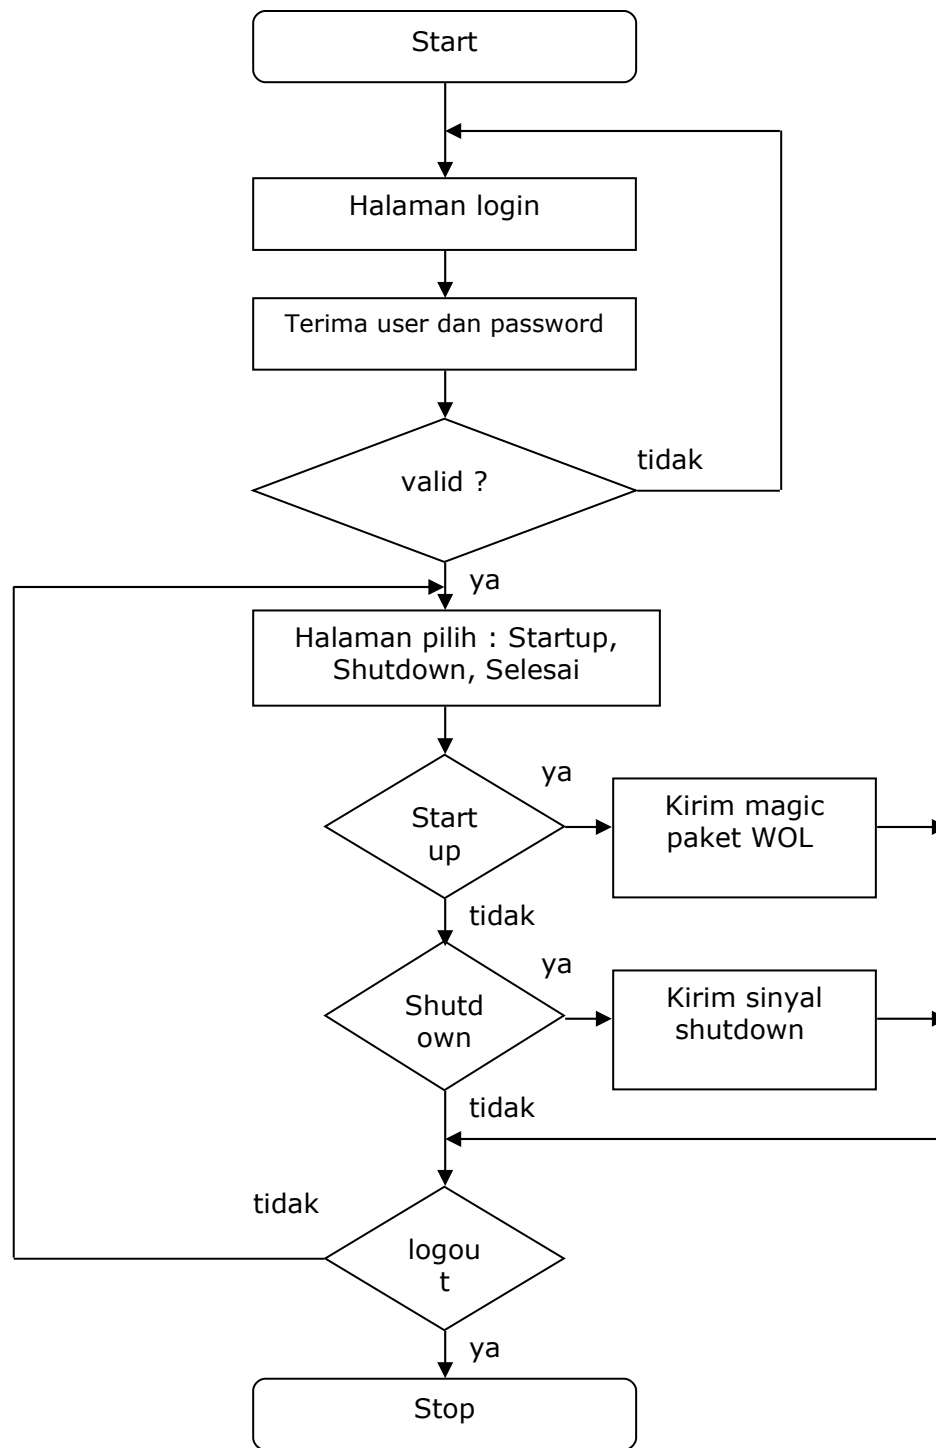 Start
Halaman login
Terima user dan password
valid ?
tidak
ya
Halaman pilih : Startup,
Shutdown, Selesai
ya
Start
up
Kirim magic
paket WOL
tidak
ya
Shutd
own
Kirim sinyal
shutdown
tidak
tidak
logou
t
ya
Stop